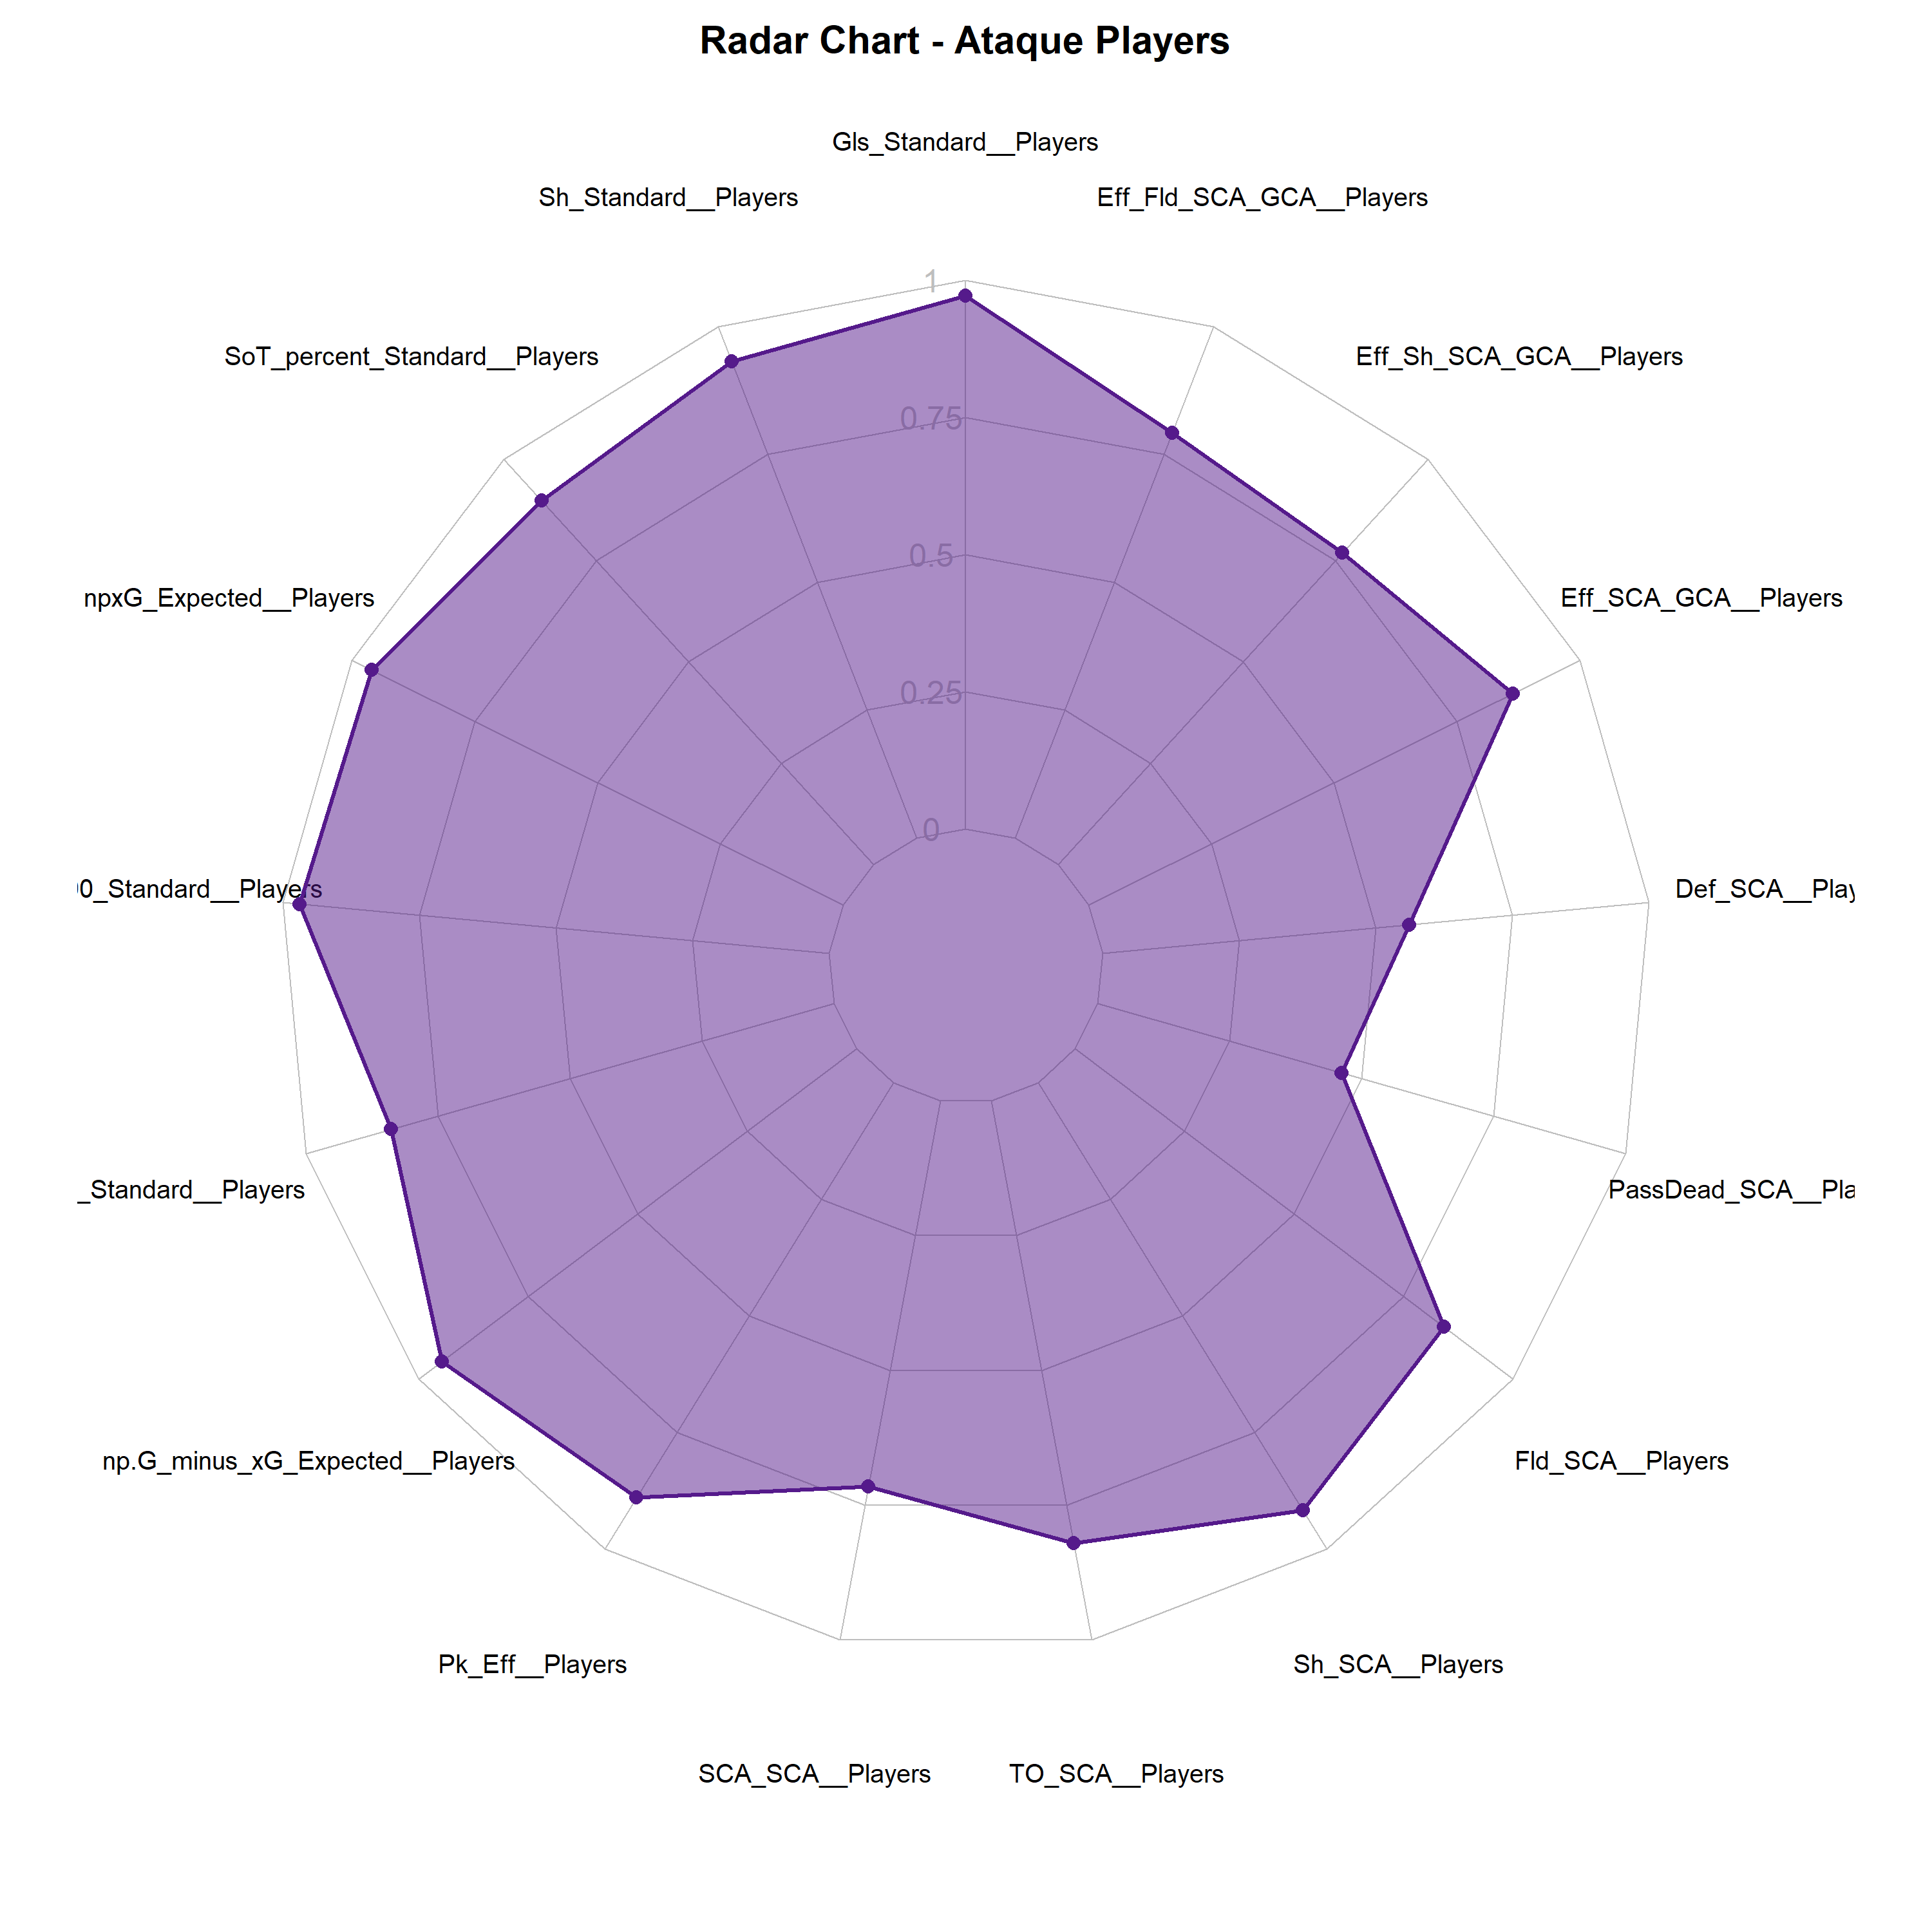 Radar Chart - Ataque Players
Gls_Standard__Players
Sh_Standard__Players
Eff_Fld_SCA_GCA__Players
SoT_percent_Standard__Players
Eff_Sh_SCA_GCA__Players
npxG_Expected__Players
Eff_SCA_GCA__Players
0_Standard__Players
Def_SCA__Play
_Standard__Players
PassDead_SCA__Pla
np.G_minus_xG_Expected__Players
Fld_SCA__Players
Pk_Eff__Players
Sh_SCA__Players
SCA_SCA__Players
TO_SCA__Players
1
0.75
0.5
0.25
0